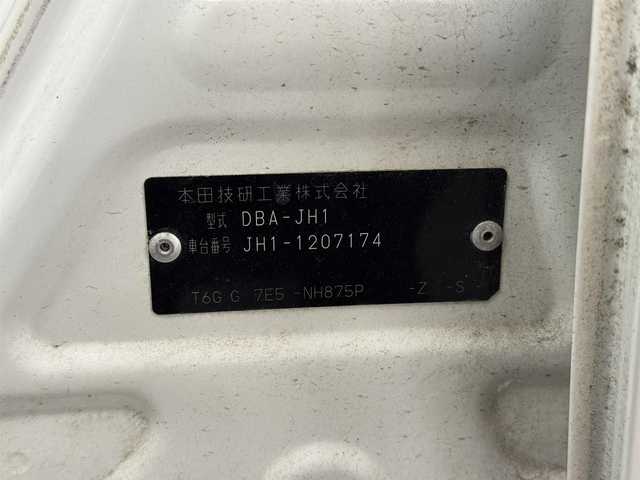 本田技研工業株式会社
型式 DBA-JH1
車台番号 JH1-1207174
T6G G 7E5 -NH875P -Z -S -